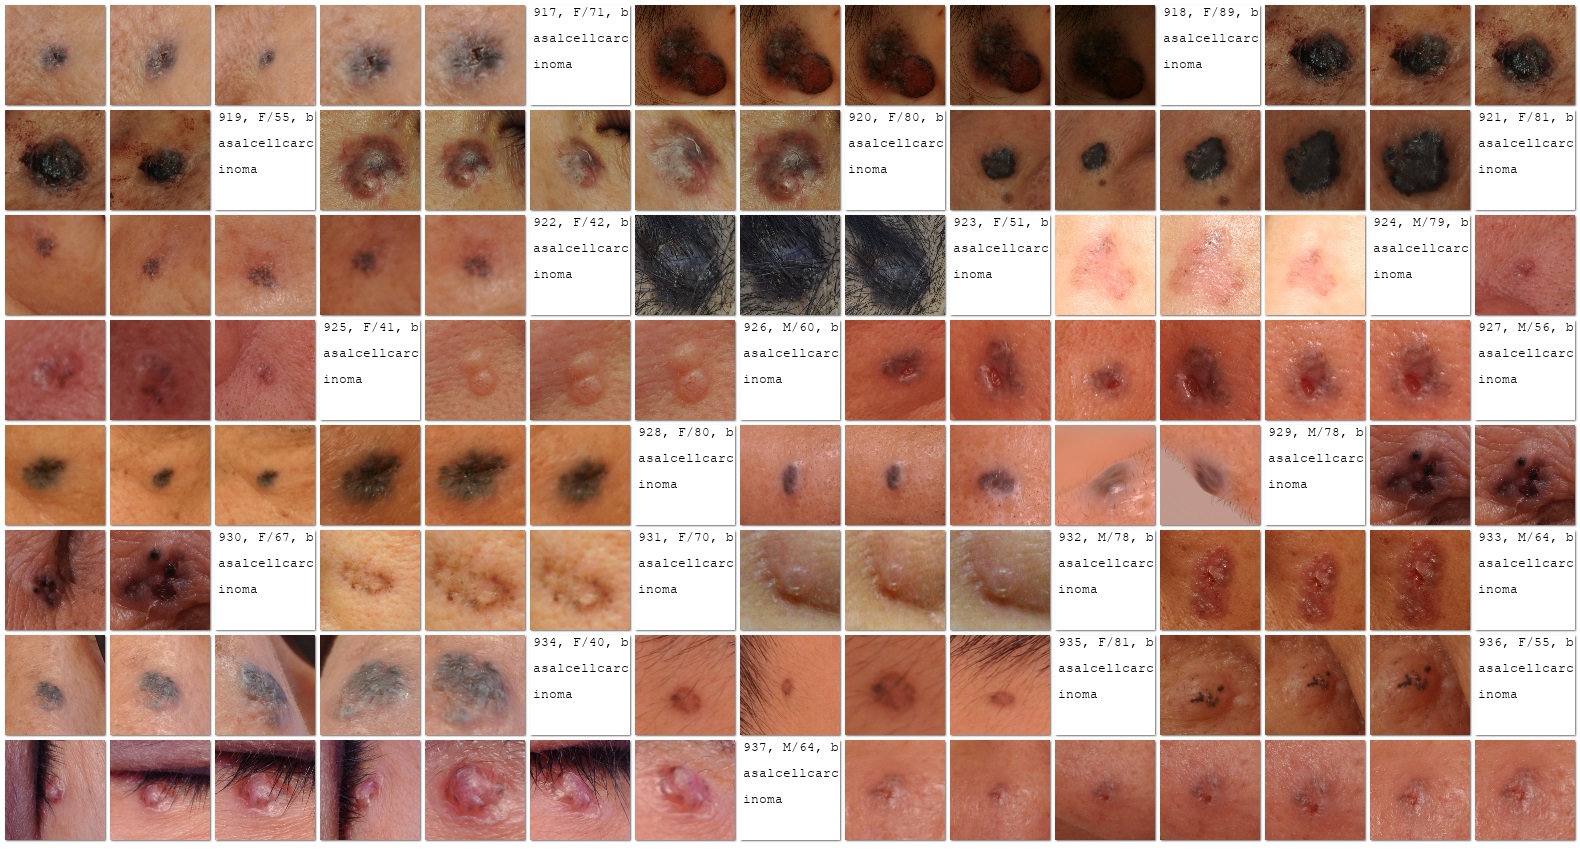 917, F/71, b
asalcellcarc
inoma
918, F/89, b
asalcellcarc
inoma
919, F/55, b
asalcellcarc
inoma
920, F/80, b
asalcellcarc
inoma
921, F/81, b
asalcellcarc
inoma
922, F/42, b
asalcellcarc
inoma
923, F/51, b
asalcellcarc
inoma
924, M/79, b
asalcellcarc
inoma
925, F/41, b
asalcellcarc
inoma
926, M/60, b
asalcellcarc
inoma
927, M/56, b
asalcellcarc
inoma
928, F/80, b
asalcellcarc
inoma
929, M/78, b
asalcellcarc
inoma
930, F/67, b
asalcellcarc
inoma
931, F/70, b
asalcellcarc
inoma
932, M/78, b
asalcellcarc
inoma
933, M/64, b
asalcellcarc
inoma
934, F/40, b
asalcellcarc
inoma
935, F/81, b
asalcellcarc
inoma
936, F/55, b
asalcellcarc
inoma
937, M/64, b
asalcellcarc
inoma